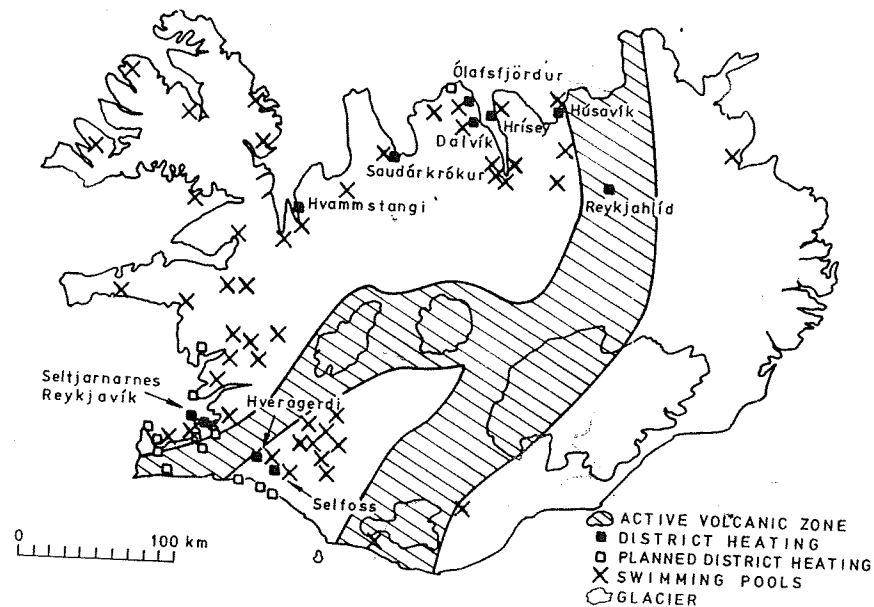 Ólafsfjördur
Húsavík
Hrísey
Dalvík
Saudárkrókur
Hvammstangi
Reykjahlíd
Seltjarnarnes
Reykjavík
Hveragerdi
Selfoss
0 100 km
ACTIVE VOLCANIC ZONE
DISTRICT HEATING
PLANNED DISTRICT HEATING
SWIMMING POOLS
GLACIER